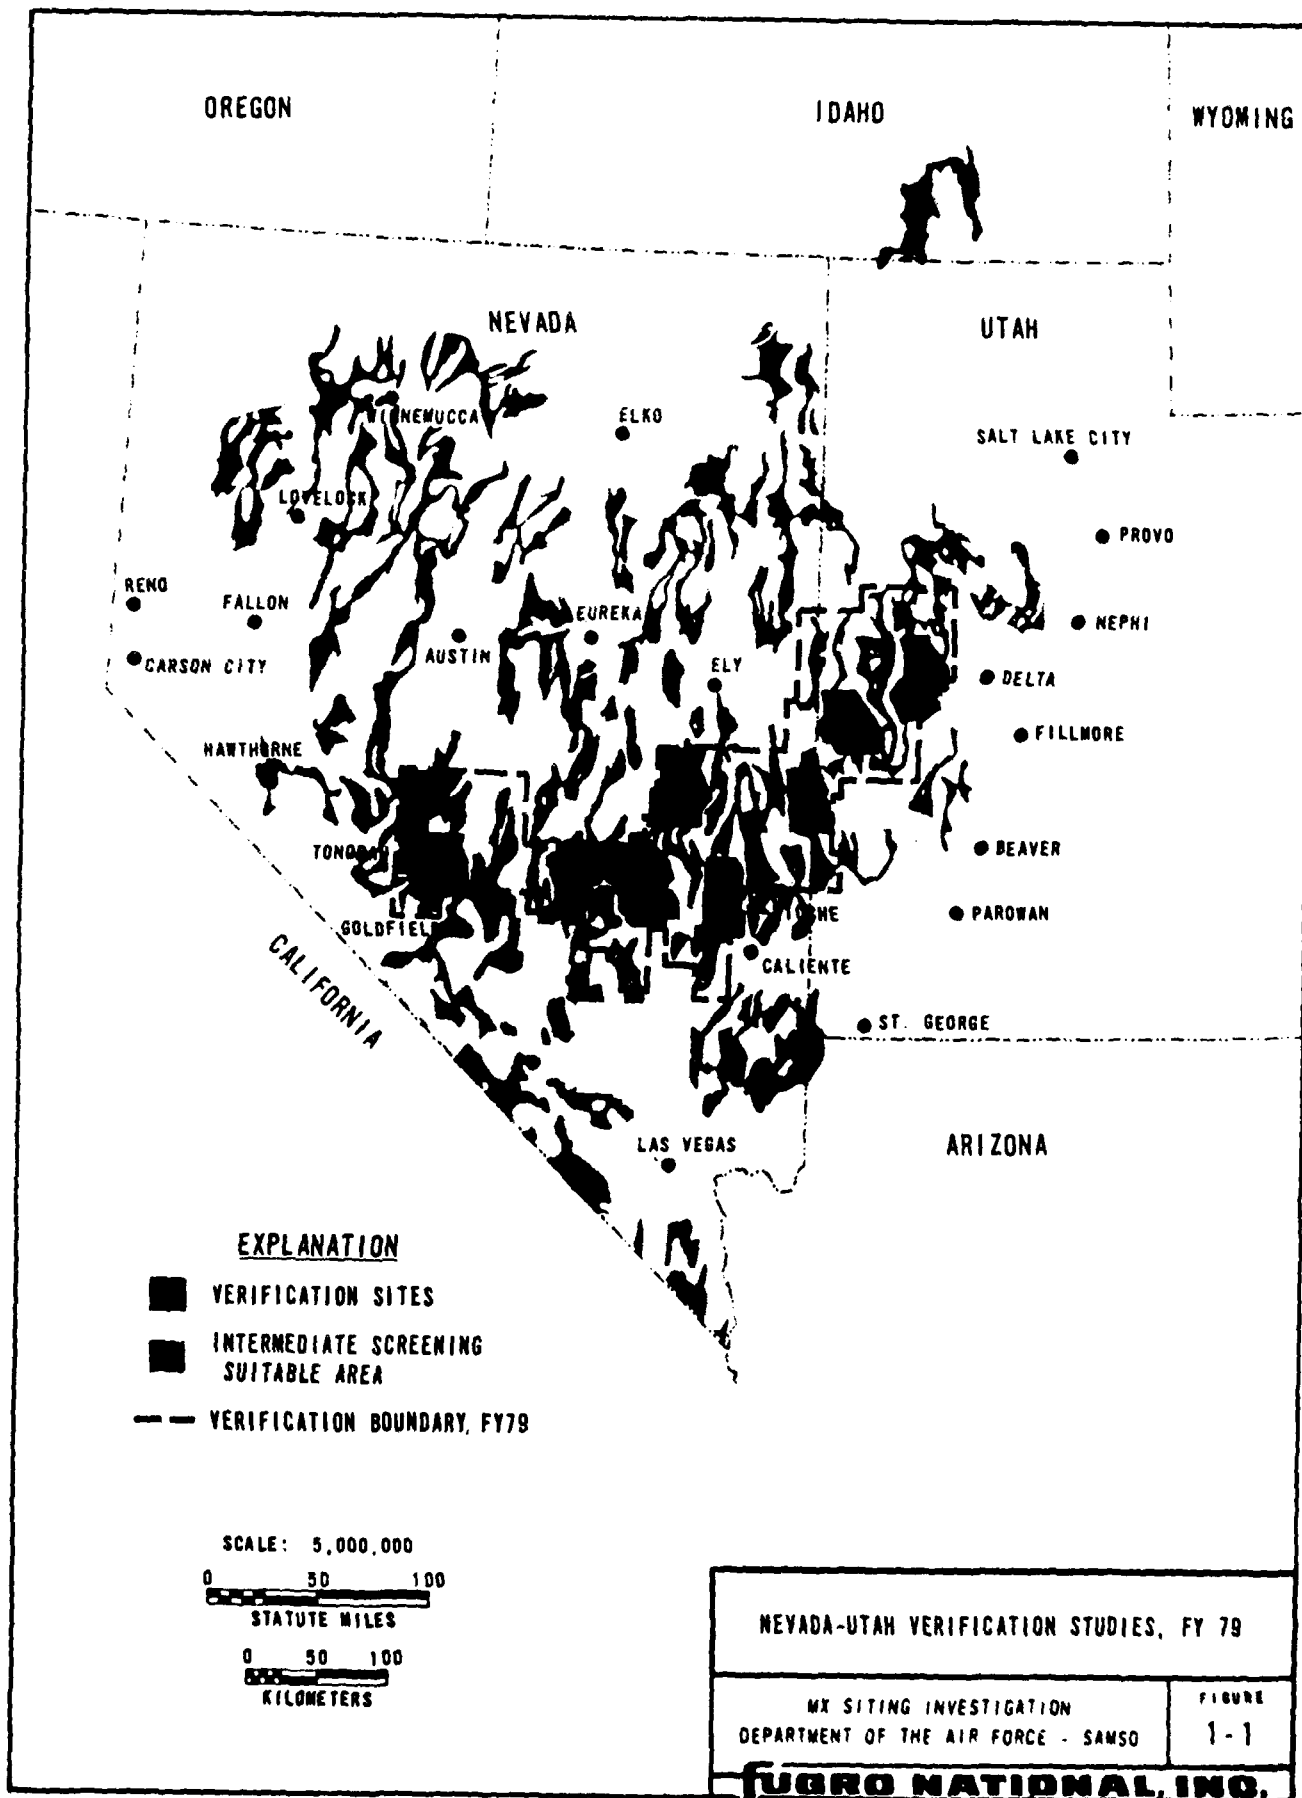 OREGON
IDAHO
WYOMING
NEVADA
UTAH
WINNEMUCCA
ELKO
SALT LAKE CITY
LOVELOCK
PROVO
RENO
FALLON
EUREKA
NEPHI
AUSTIN
CARSON CITY
ELY
DELTA
FILLMORE
HAWTHORNE
TONOPAH
BEAVER
GOLDFIEL
PAROWAN
CALIFORNIA
CALIENTE
ST. GEORGE
LAS VEGAS
ARIZONA
EXPLANATION
VERIFICATION SITES
INTERMEDIATE SCREENING
SUITABLE AREA
VERIFICATION BOUNDARY, FY79
SCALE: 5,000,000
0 50 100
STATUTE MILES
0 50 100
KILOMETERS
NEVADA-UTAH VERIFICATION STUDIES, FY 79
MX SITING INVESTIGATION
DEPARTMENT OF THE AIR FORCE - SAMSO
FIGURE
1-1
FUGRO NATIONAL, INC.